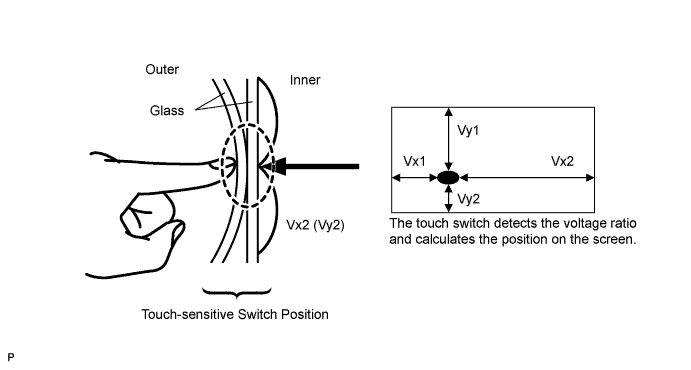 Outer
Inner
Glass
Vx2 (Vy2)
Touch-sensitive Switch Position
Vy1
Vx1
Vx2
Vy2
The touch switch detects the voltage ratio
and calculates the position on the screen.
P